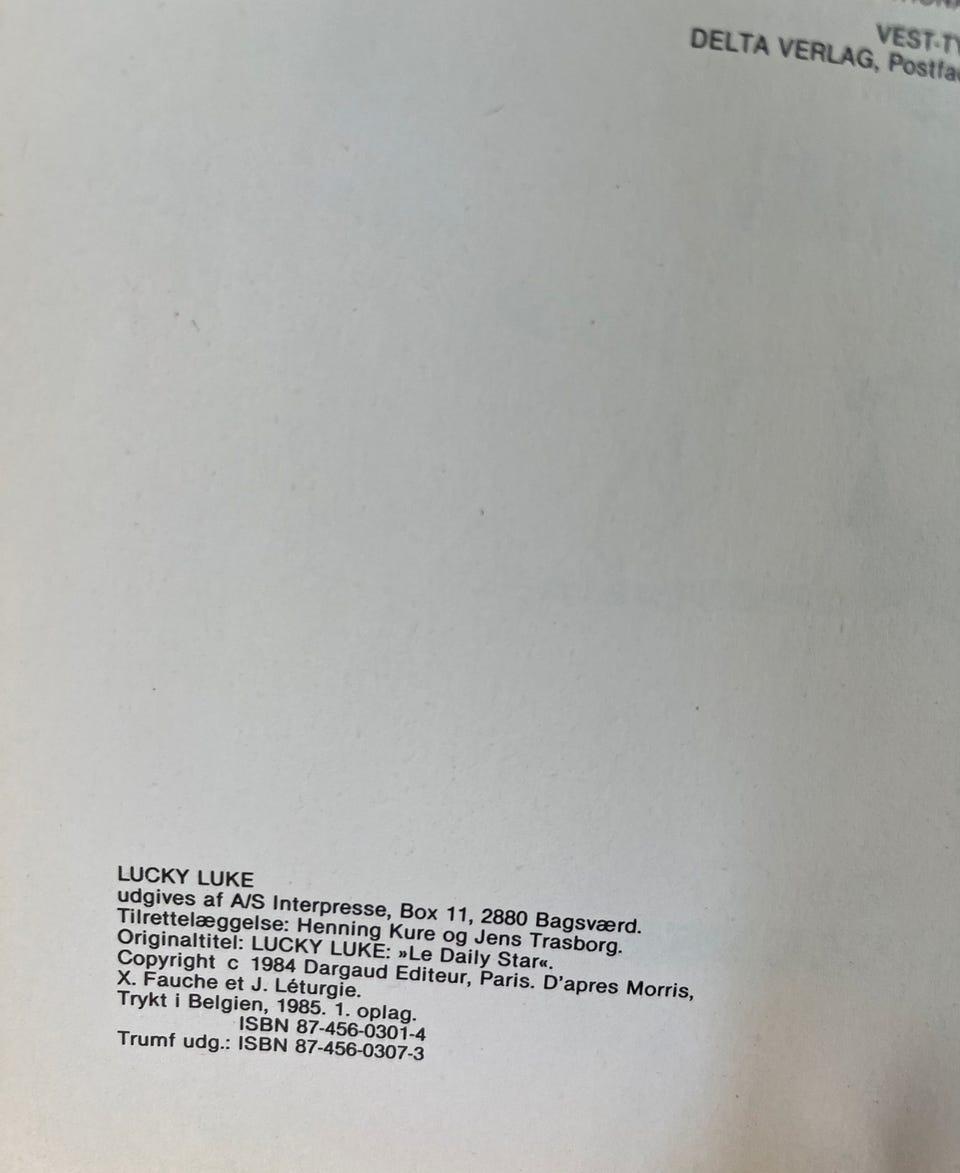 VEST-
DELTA VERLAG,
LUCKY LUKE
udgives af A/S Interpresse, Box 11, 2880 Bagsværd.
Tilrettelæggelse: Henning Kure og Jens Trasborg.
Originaltitel: LUCKY LUKE: »Le Daily Star«.
Copyright c 1984 Dargaud Editeur, Paris. D'apres Morris,
X. Fauche et J. Léturgie.
Trykt i Belgien, 1985. 1. oplag.
ISBN 87-456-0301-4
Trumf udg.: ISBN 87-456-0307-3